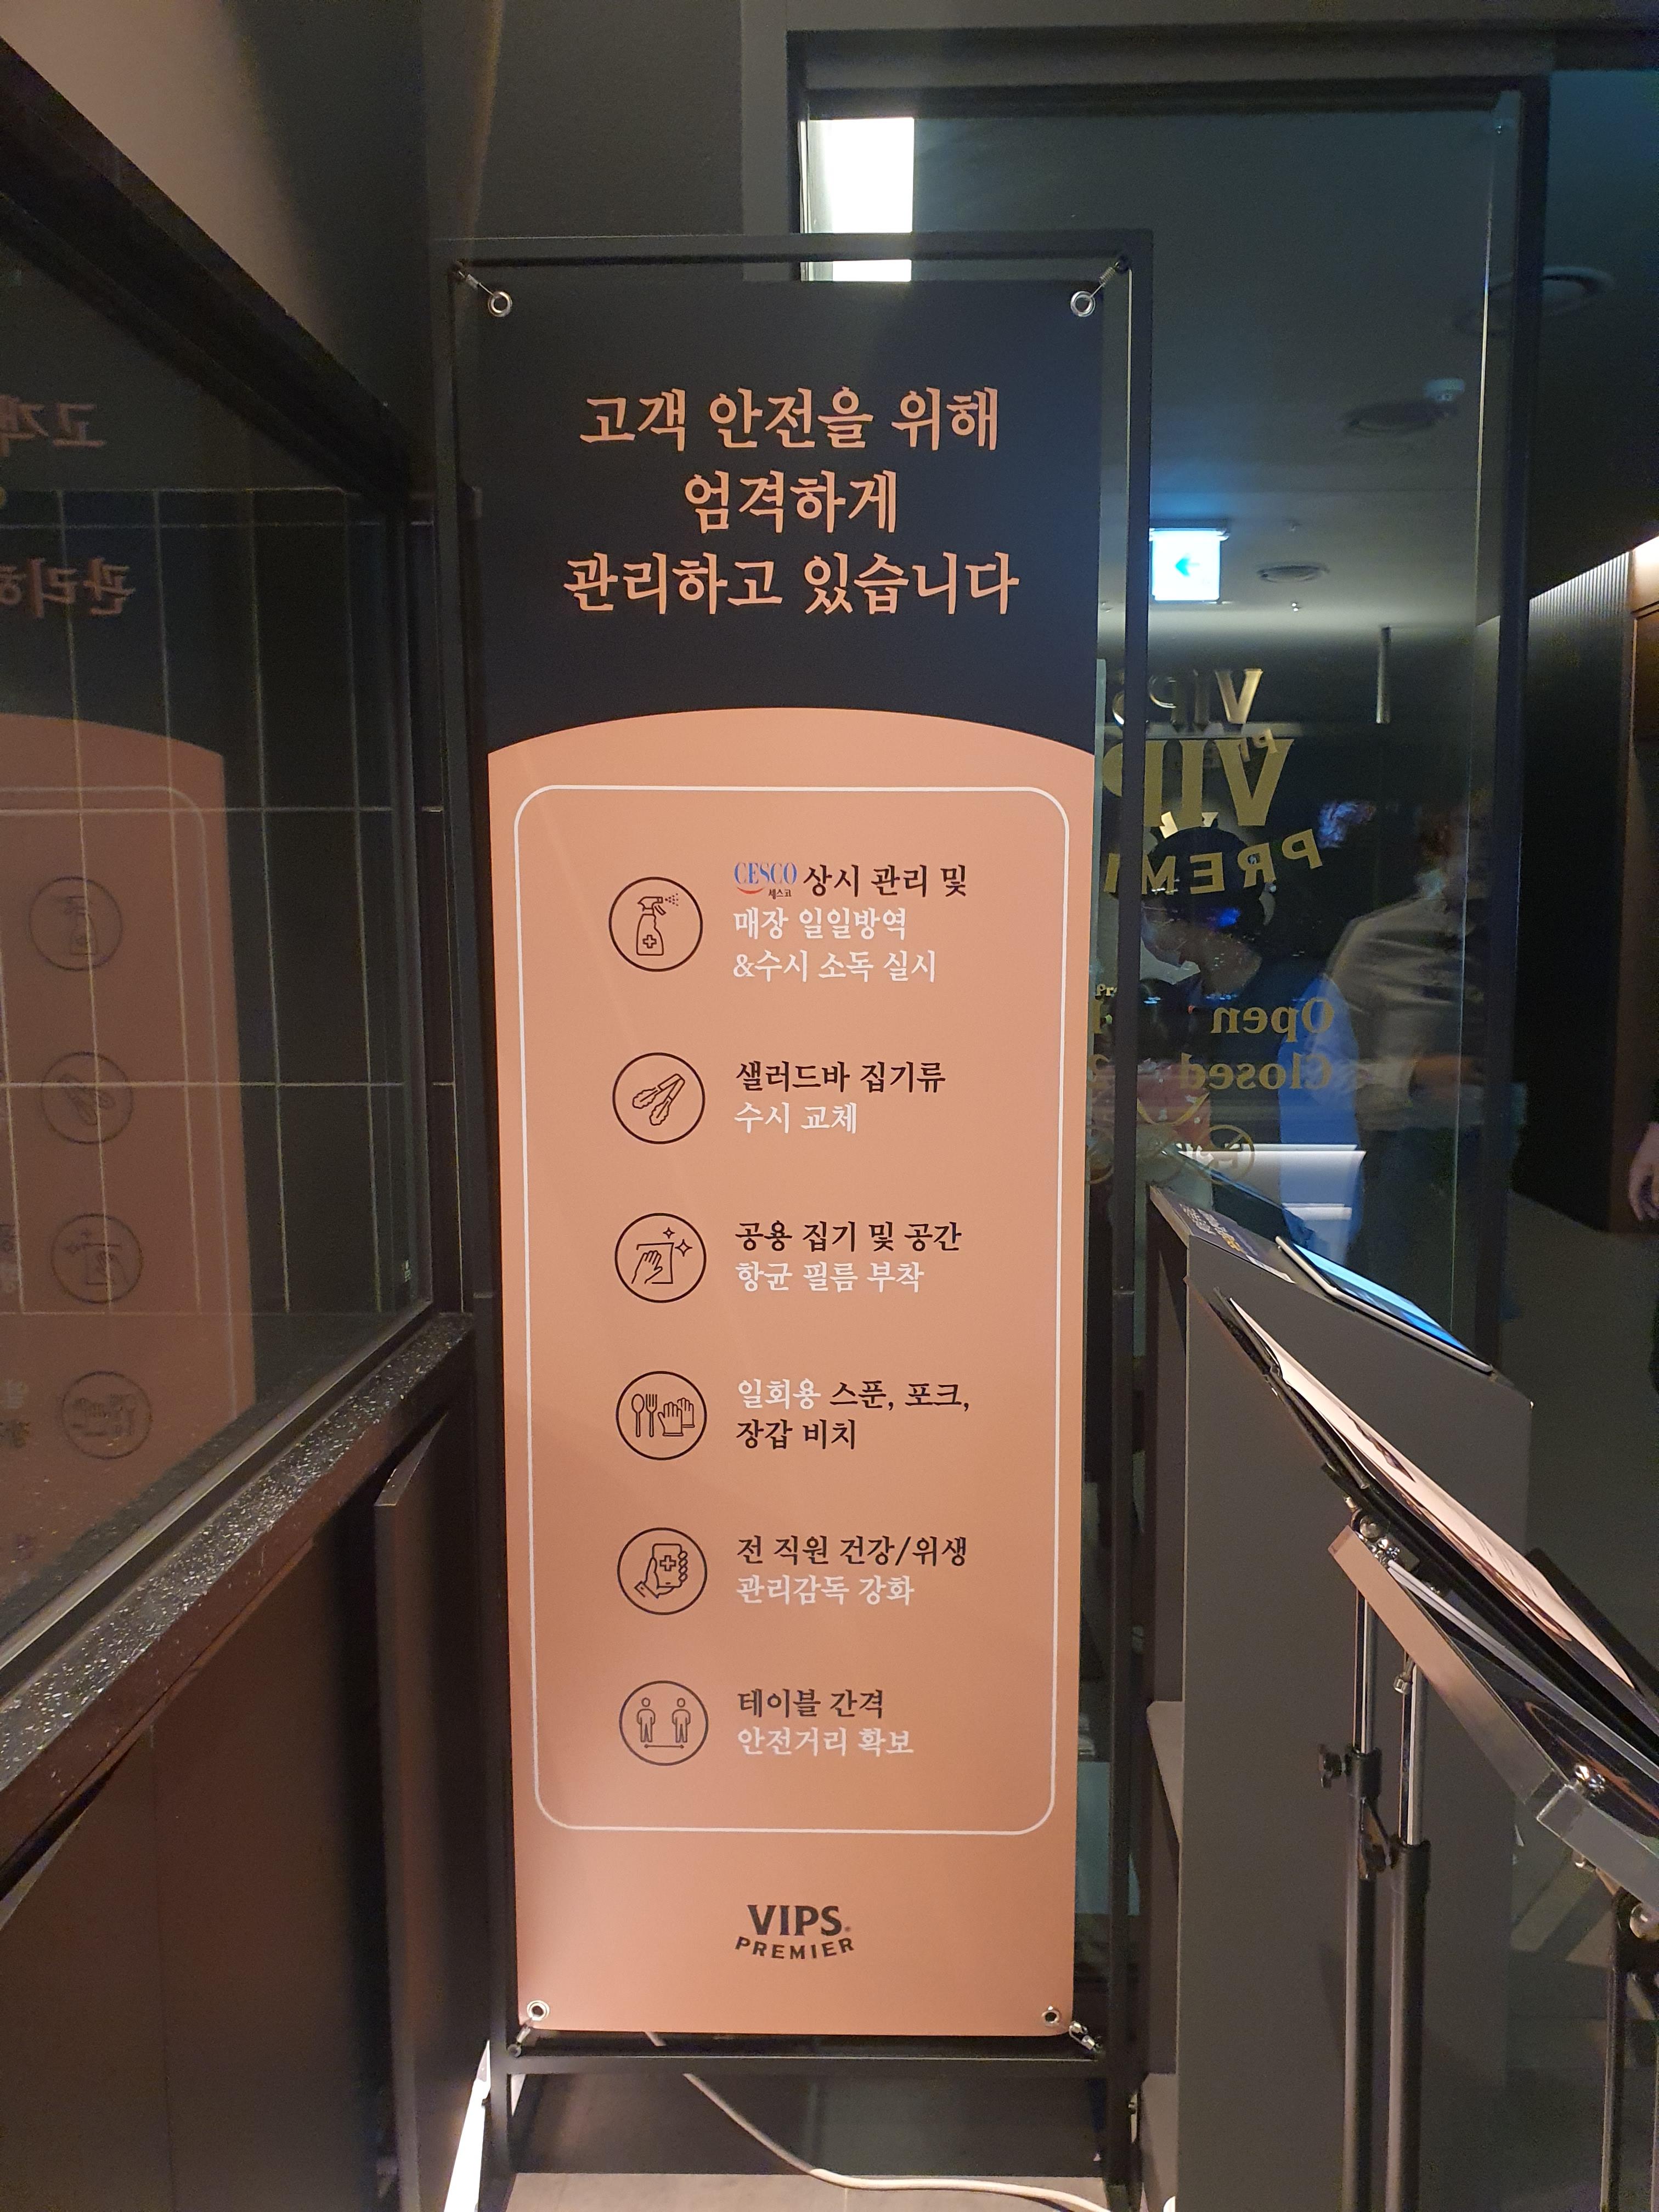 고객 안전을 위해
엄격하게
관리하고 있습니다
CESCO 세스코 상시 관리 및
매장 일일방역
&수시 소독 실시
샐러드바 집기류
수시 교체
공용 집기 및 공간
항균 필름 부착
일회용 스푼, 포크,
장갑 비치
전 직원 건강/위생
관리감독 강화
테이블 간격
안전거리 확보
VIPS
PREMIER
VIPS
Open
Closed